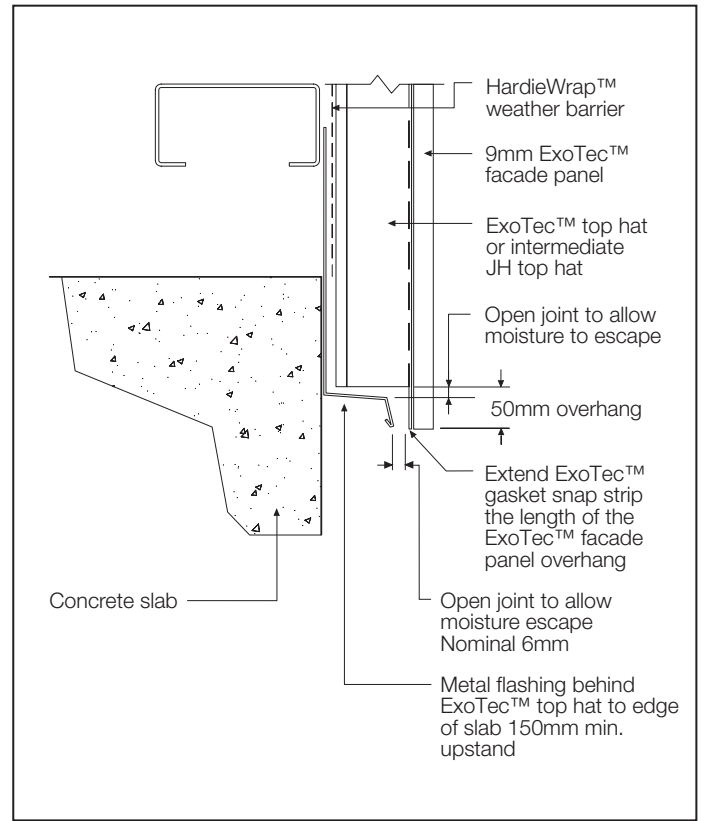 HardieWrap™
weather barrier
9mm ExoTec™
facade panel
ExoTec™ top hat
or intermediate
JH top hat
Open joint to allow
moisture to escape
50mm overhang
Extend ExoTec™
gasket snap strip
the length of the
ExoTec™ facade
panel overhang
Concrete slab
Open joint to allow
moisture escape
Nominal 6mm
Metal flashing behind
ExoTec™ top hat to edge
of slab 150mm min.
upstand